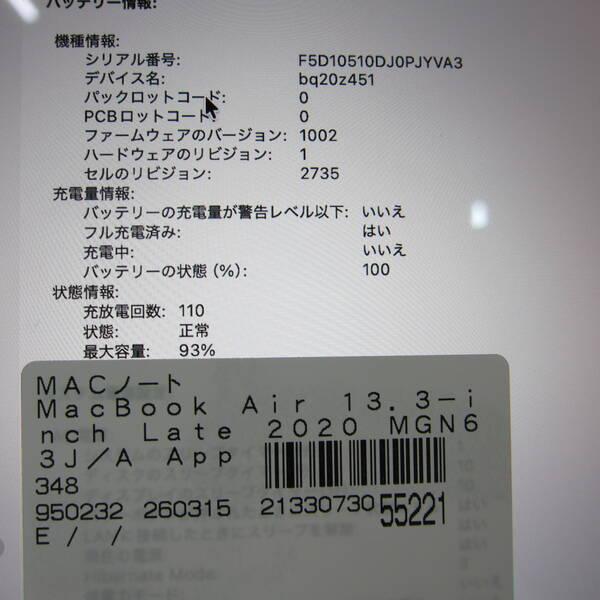 バッテリー情報:
機種情報:
シリアル番号: F5D10510DJ0PJYVA3
デバイス名: bq20z451
パックロットコード: 0
PCBロットコード: 0
ファームウェアのバージョン: 1002
ハードウェアのリビジョン: 1
セルのリビジョン: 2735
充電量情報:
バッテリーの充電量が警告レベル以下: いいえ
フル充電済み: はい
充電中: いいえ
バッテリーの状態 (%): 100
状態情報:
充放電回数: 110
状態: 正常
最大容量: 93%
MACノート
MacBook Air 13.3-i
nch Late 2020 MGN6
3J/A App
348
950232 260315 2133073055221
E / /
Hibernate Mode: